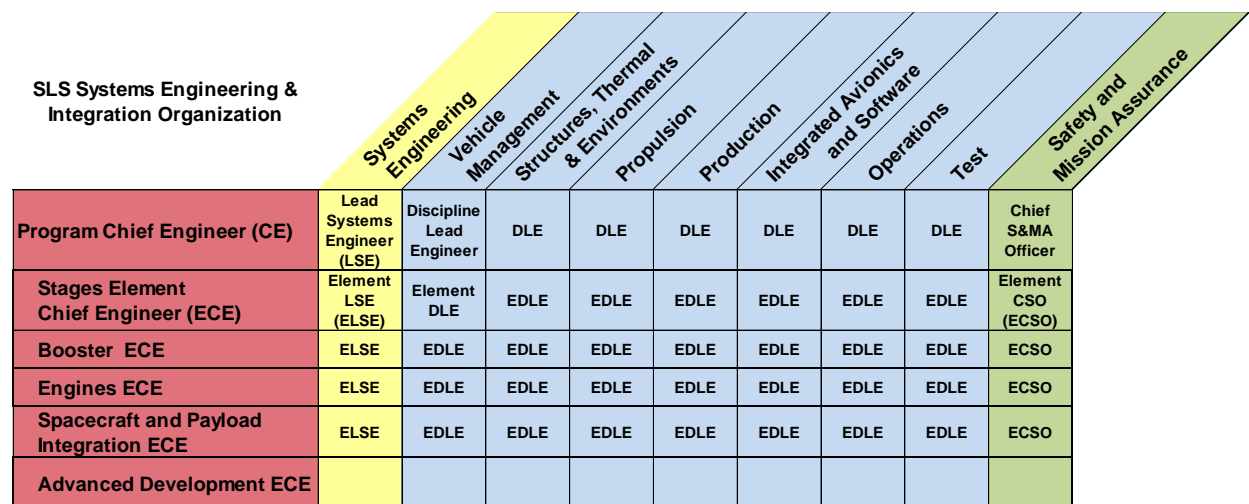 SLS Systems Engineering &
Integration Organization
Systems
Engineering
Vehicle
Management
Structures, Thermal
& Environments
Propulsion
Production
Integrated Avionics
and Software
Operations
Test
Safety and
Mission Assurance
Program Chief Engineer (CE)
Lead
Systems
Engineer
(LSE)
Discipline
Lead
Engineer
DLE
DLE
DLE
DLE
DLE
DLE
Chief
S&MA
Officer
Stages Element
Chief Engineer (ECE)
Element
LSE
(ELSE)
Element
DLE
EDLE
EDLE
EDLE
EDLE
EDLE
EDLE
Element
CSO
(ECSO)
Booster ECE
ELSE
EDLE
EDLE
EDLE
EDLE
EDLE
EDLE
EDLE
ECSO
Engines ECE
ELSE
EDLE
EDLE
EDLE
EDLE
EDLE
EDLE
EDLE
ECSO
Spacecraft and Payload
Integration ECE
ELSE
EDLE
EDLE
EDLE
EDLE
EDLE
EDLE
EDLE
ECSO
Advanced Development ECE